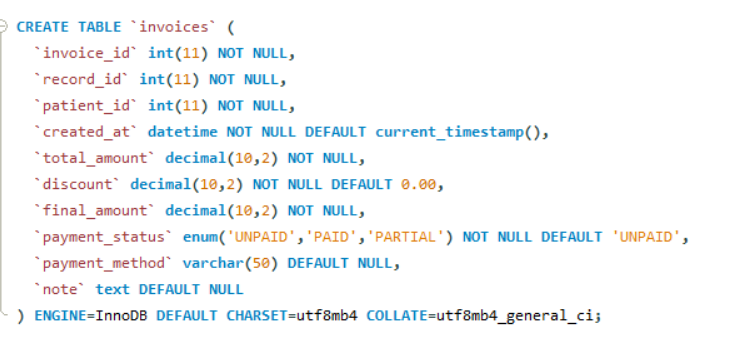 CREATE TABLE `invoices` (
`invoice_id` int(11) NOT NULL,
`record_id` int(11) NOT NULL,
`patient_id` int(11) NOT NULL,
`created_at` datetime NOT NULL DEFAULT current_timestamp(),
`total_amount` decimal(10,2) NOT NULL,
`discount` decimal(10,2) NOT NULL DEFAULT 0.00,
`final_amount` decimal(10,2) NOT NULL,
`payment_status` enum('UNPAID','PAID','PARTIAL') NOT NULL DEFAULT 'UNPAID',
`payment_method` varchar(50) DEFAULT NULL,
`note` text DEFAULT NULL
) ENGINE=InnoDB DEFAULT CHARSET=utf8mb4 COLLATE=utf8mb4_general_ci;